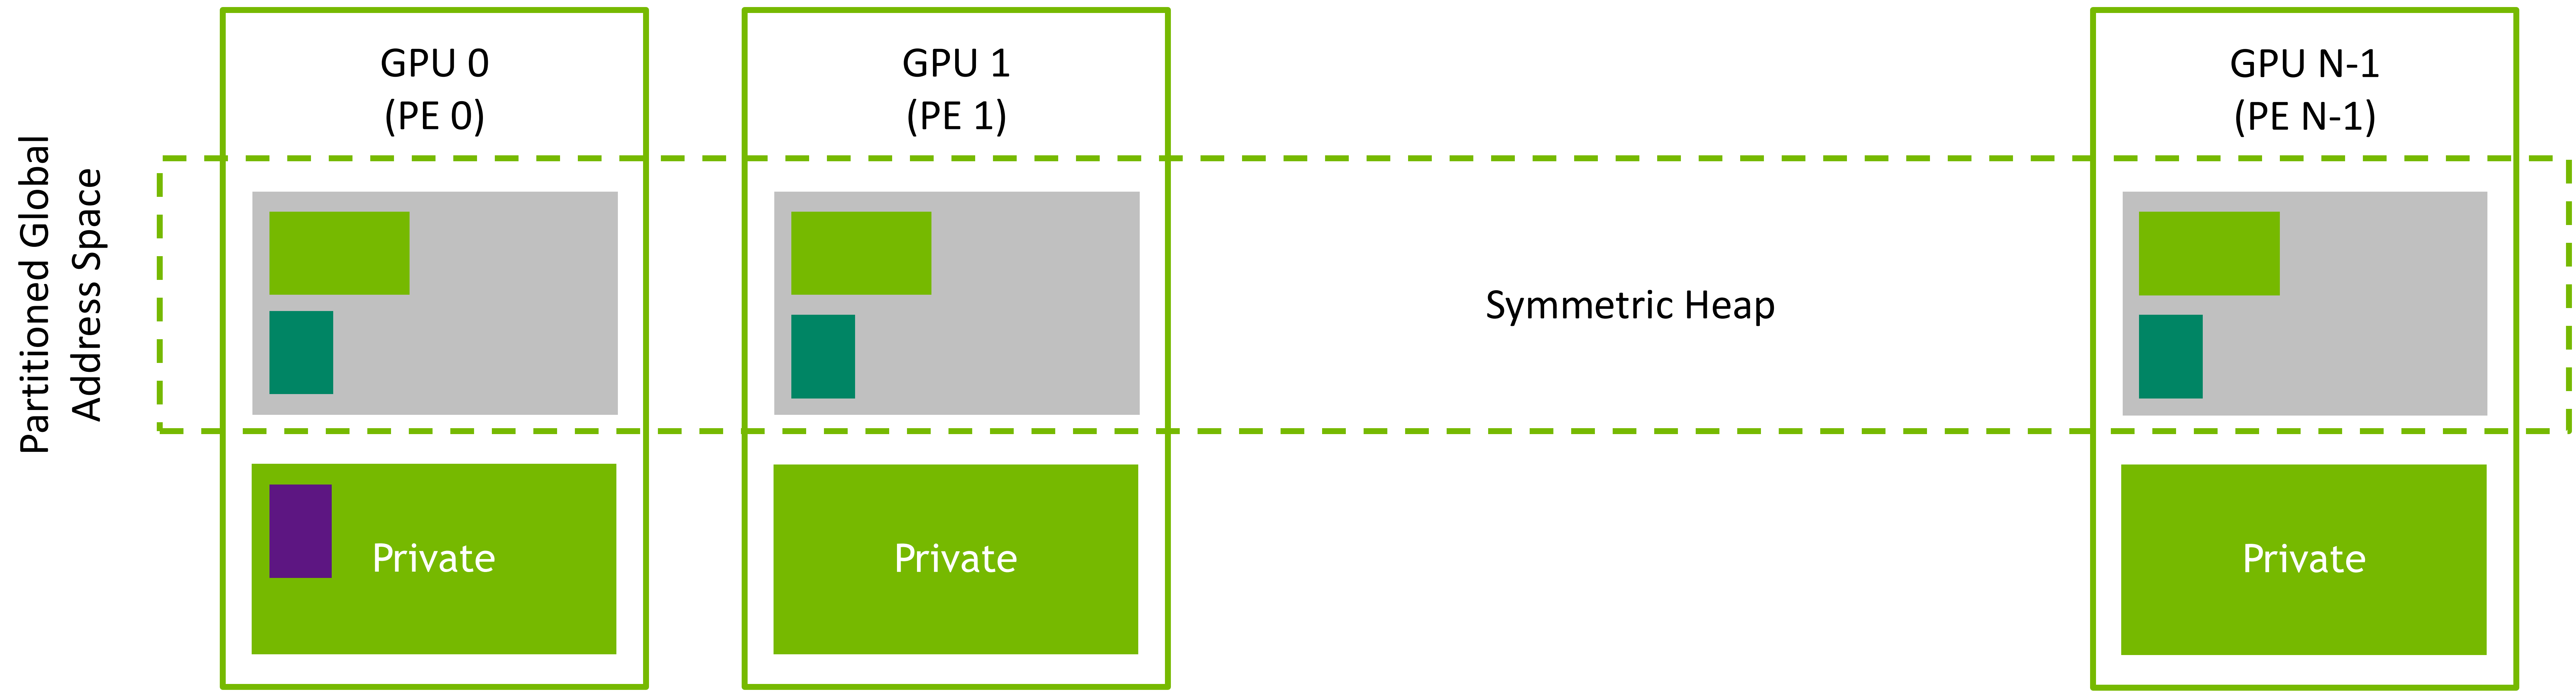 GPU 0
(PE 0)
GPU 1
(PE 1)
GPU N-1
(PE N-1)
Partitioned Global
Address Space
Symmetric Heap
Private
Private
Private